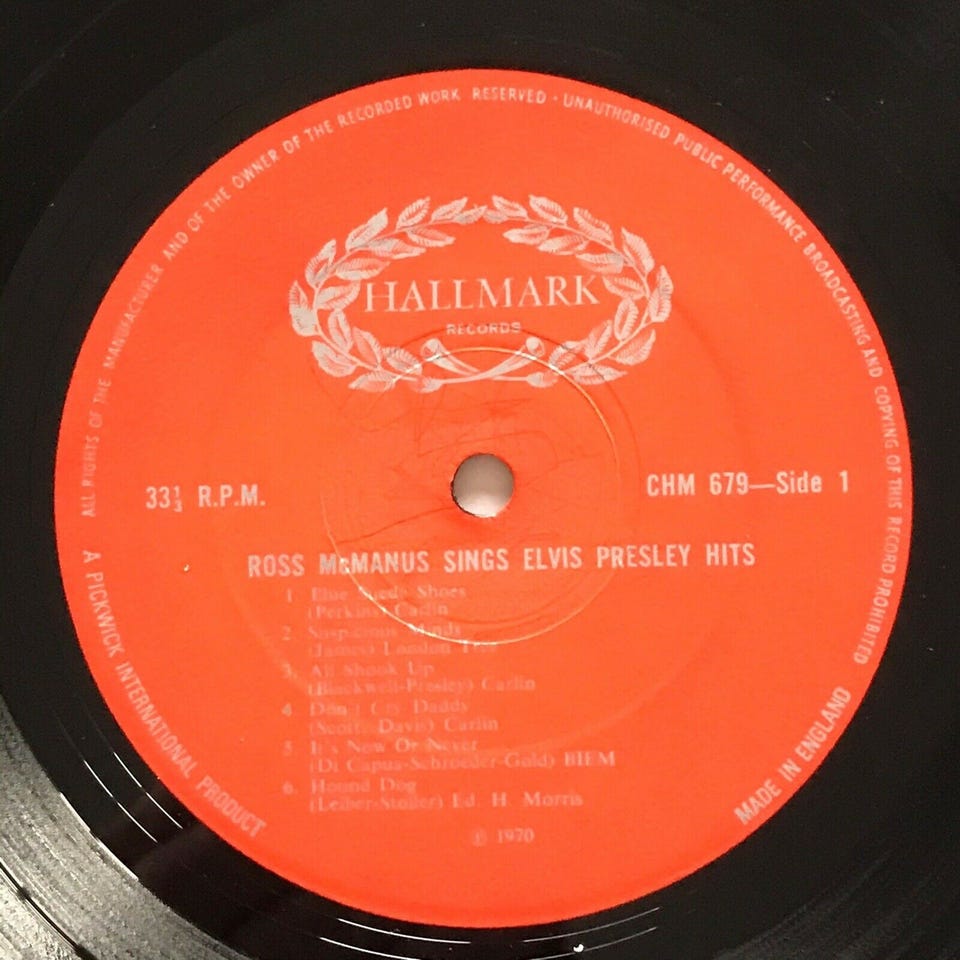 ALL RIGHTS OF THE MANUFACTURER AND OF THE OWNER OF THE RECORDED WORK RESERVED · UNAUTHORISED PUBLIC PERFORMANCE BROADCASTING AND COPYING OF THIS RECORD PROHIBITED
HALLMARK
RECORDS
33⅓ R.P.M.
CHM 679—Side 1
ROSS McMANUS SINGS ELVIS PRESLEY HITS
1 Blue Suede Shoes
(Perkins) Carlin
2. Suspicious Minds
(James) London
3. All Shook Up
(Blackwell-Presley) Carlin
4 Don't Cry Daddy
(Scott Davis) Carlin
5 It's Now Or Never
(Di Capua-Schroeder-Gold) BIEM
6. Hound Dog
(Leiber-Stoller) Ed. H Morris
℗ 1970
A PICKWICK INTERNATIONAL PRODUCT
MADE IN ENGLAND